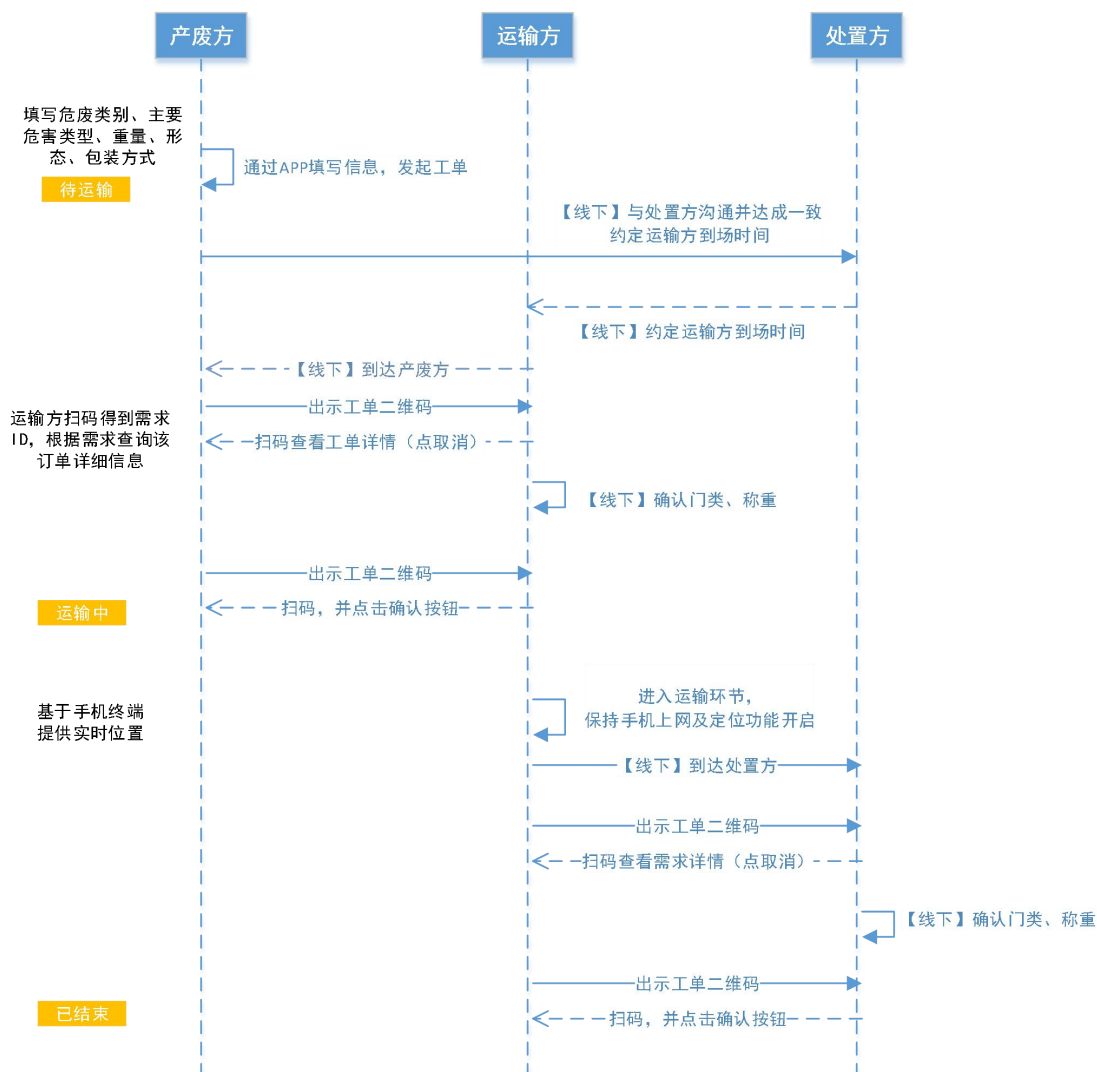 产废方
运输方
处置方
填写危废类别、主要
危害类型、重量、形
态、包装方式
通过APP填写信息，发起工单
待运输
【线下】与处置方沟通并达成一致
约定运输方到场时间
【线下】约定运输方到场时间
【线下】到达产废方
出示工单二维码
运输方扫码得到需求
ID，根据需求查询该
订单详细信息
扫码查看工单详情（点取消）
【线下】确认门类、称重
出示工单二维码
扫码，并点击确认按钮
运输中
进入运输环节，
保持手机上网及定位功能开启
基于手机终端
提供实时位置
【线下】到达处置方
出示工单二维码
扫码查看需求详情（点取消）
【线下】确认门类、称重
出示工单二维码
扫码，并点击确认按钮
已结束